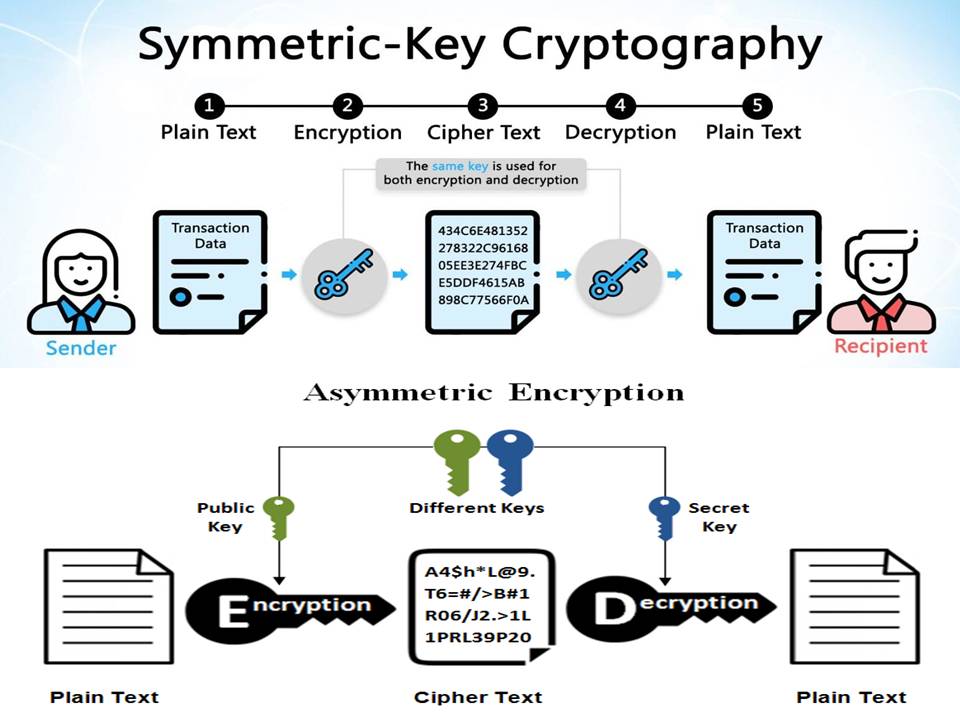 Symmetric-Key Cryptography
1 2 3 4 5
Plain Text Encryption Cipher Text Decryption Plain Text
The same key is used for
both encryption and decryption
Transaction
Data
434C6E481352
278322C96168
05EE3E274FBC
E5DDF4615AB
898C77566F0A
Transaction
Data
Sender
Recipient
Asymmetric Encryption
Public
Key
Different Keys
Secret
Key
Encryption
A4$h*L@9.
T6=#/>B#1
R06/J2.>1L
1PRL39P20
Decryption
Plain Text
Cipher Text
Plain Text